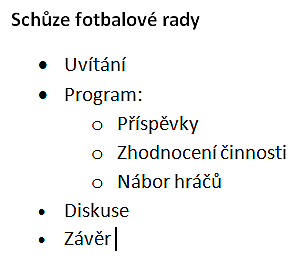 Schůze fotbalové rady
• Uvítání
• Program:
o Příspěvky
o Zhodnocení činnosti
o Nábor hráčů
• Diskuse
• Závěr